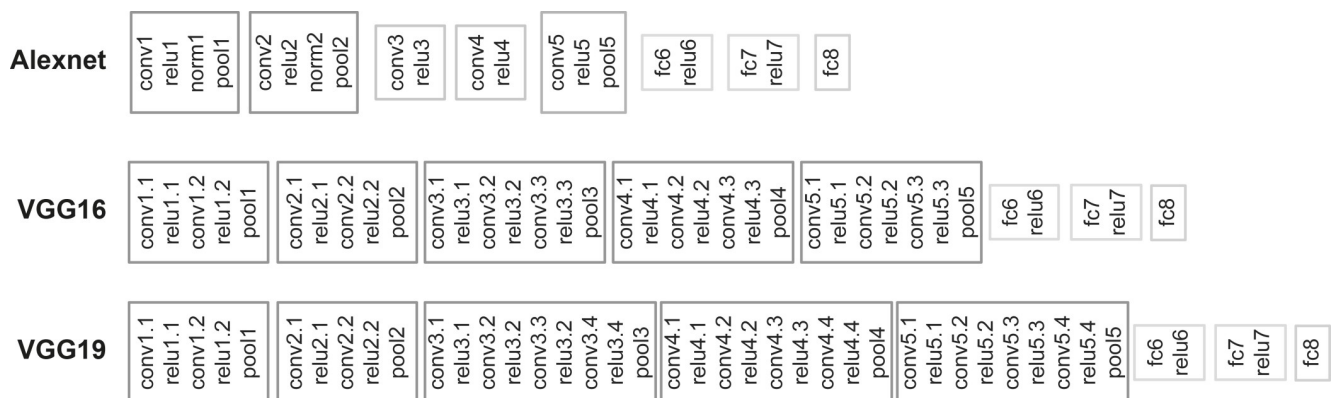 Alexnet
conv1
relu1
norm1
pool1
conv2
relu2
norm2
pool2
conv3
relu3
conv4
relu4
conv5
relu5
pool5
fc6
relu6
fc7
relu7
fc8
VGG16
conv1.1
relu1.1
conv1.2
relu1.2
pool1
conv2.1
relu2.1
conv2.2
relu2.2
pool2
conv3.1
relu3.1
conv3.2
relu3.2
conv3.3
relu3.3
pool3
conv4.1
relu4.1
conv4.2
relu4.2
conv4.3
relu4.3
pool4
conv5.1
relu5.1
conv5.2
relu5.2
conv5.3
relu5.3
pool5
fc6
relu6
fc7
relu7
fc8
VGG19
conv1.1
relu1.1
conv1.2
relu1.2
pool1
conv2.1
relu2.1
conv2.2
relu2.2
pool2
conv3.1
relu3.1
conv3.2
relu3.2
conv3.3
relu3.2
conv3.4
relu3.4
pool3
conv4.1
relu4.1
conv4.2
relu4.2
conv4.3
relu4.3
conv4.4
relu4.4
pool4
conv5.1
relu5.1
conv5.2
relu5.2
conv5.3
relu5.3
conv5.4
relu5.4
pool5
fc6
relu6
fc7
relu7
fc8